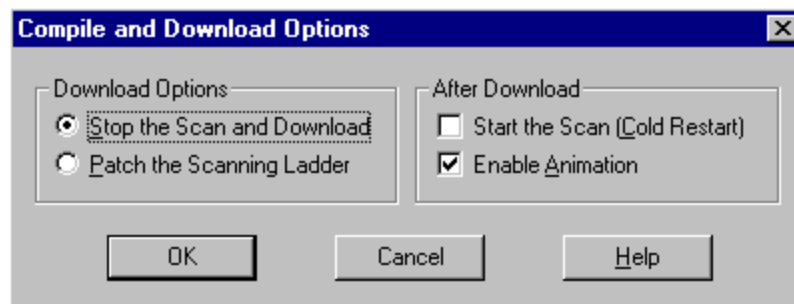 Compile and Download Options
Download Options
Stop the Scan and Download
Patch the Scanning Ladder
After Download
Start the Scan (Cold Restart)
Enable Animation
OK
Cancel
Help